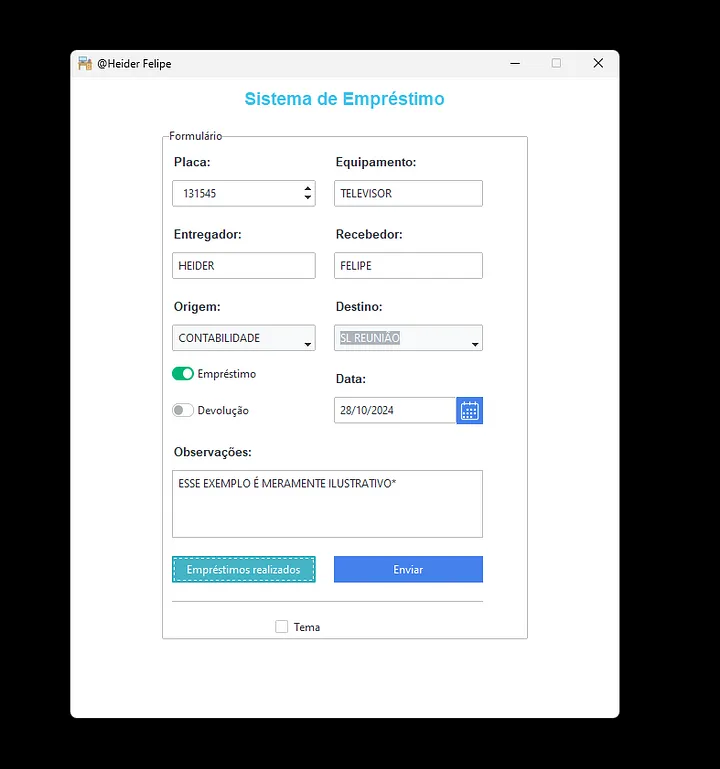 @Heider Felipe
Sistema de Empréstimo
Formulário
Placa: Equipamento:
131545 TELEVISOR
Entregador: Recebedor:
HEIDER FELIPE
Origem: Destino:
CONTABILIDADE SL REUNIÃO
Empréstimo
Data:
Devolução 28/10/2024
Observações:
ESSE EXEMPLO É MERAMENTE ILUSTRATIVO*
Empréstimos realizados Enviar
Tema